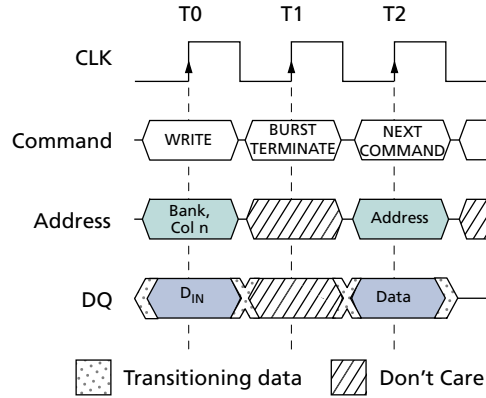 T0 T1 T2
CLK
Command WRITE BURST TERMINATE NEXT COMMAND
Address Bank, Col n Address
DQ D_IN Data
Transitioning data Don't Care